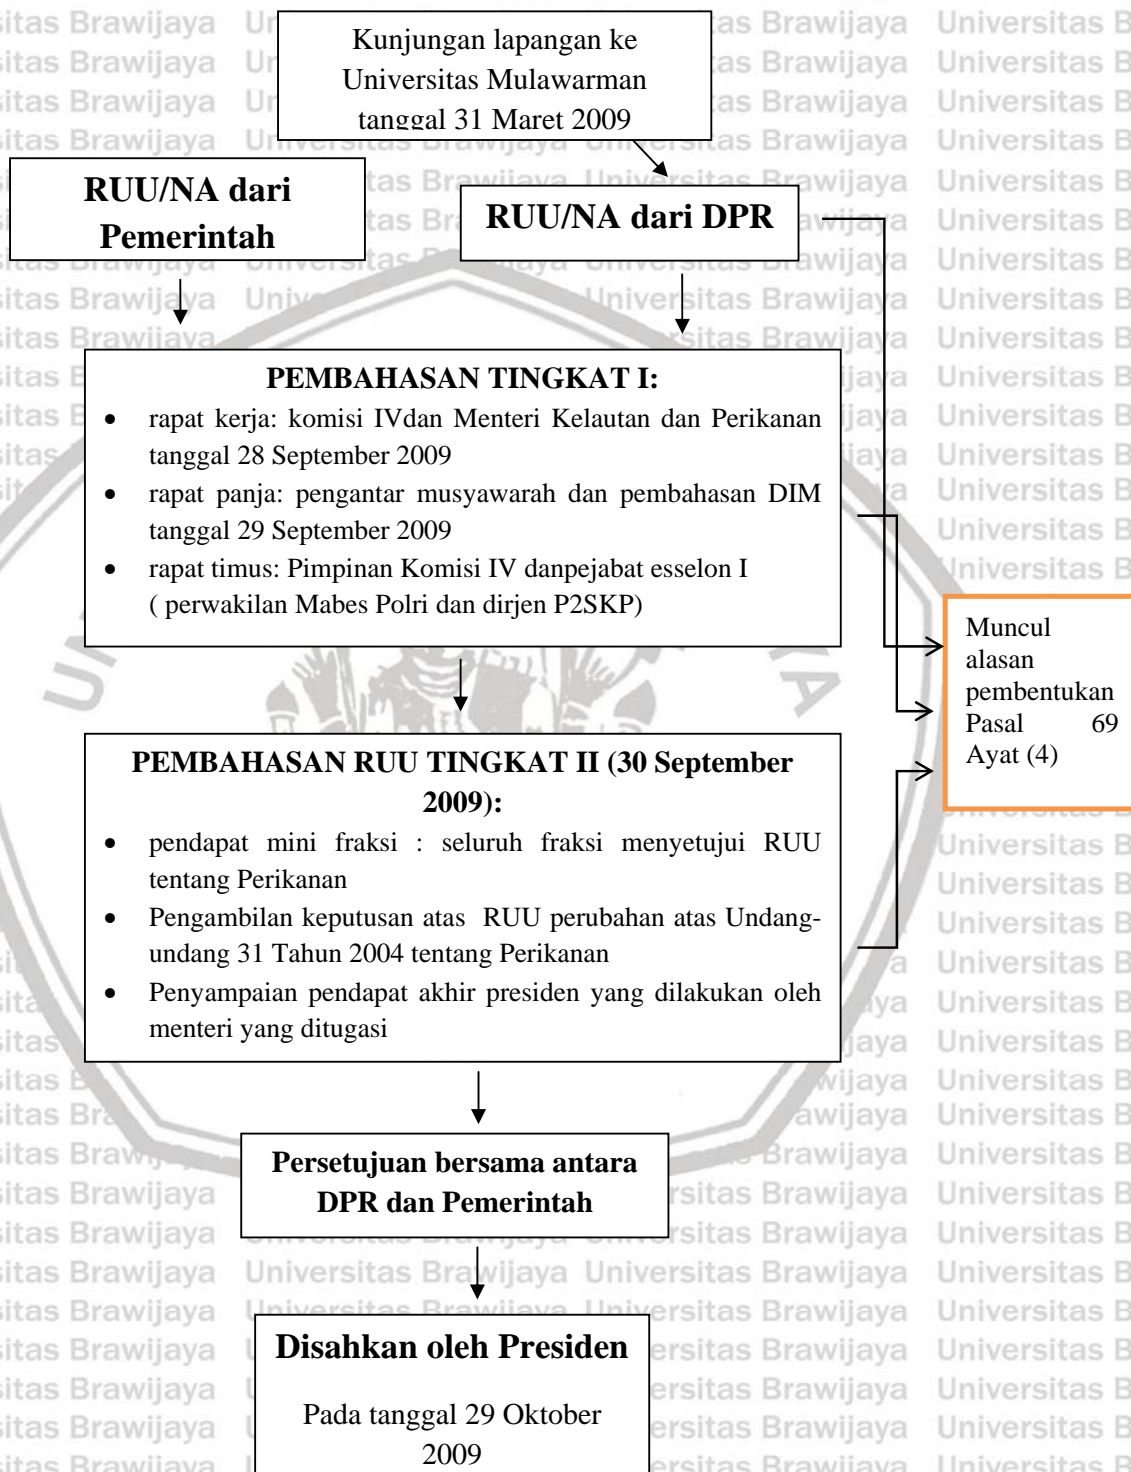 Kunjungan lapangan ke
Universitas Mulawarman
tanggal 31 Maret 2009
RUU/NA dari
Pemerintah
RUU/NA dari DPR
PEMBAHASAN TINGKAT I:
• rapat kerja: komisi IVdan Menteri Kelautan dan Perikanan
tanggal 28 September 2009
• rapat panja: pengantar musyawarah dan pembahasan DIM
tanggal 29 September 2009
• rapat timus: Pimpinan Komisi IV danpejabat esselon I
( perwakilan Mabes Polri dan dirjen P2SKP)
Muncul
alasan
pembentukan
Pasal 69
Ayat (4)
PEMBAHASAN RUU TINGKAT II (30 September
2009):
• pendapat mini fraksi : seluruh fraksi menyetujui RUU
tentang Perikanan
• Pengambilan keputusan atas RUU perubahan atas Undang-
undang 31 Tahun 2004 tentang Perikanan
• Penyampaian pendapat akhir presiden yang dilakukan oleh
menteri yang ditugasi
Persetujuan bersama antara
DPR dan Pemerintah
Disahkan oleh Presiden
Pada tanggal 29 Oktober
2009